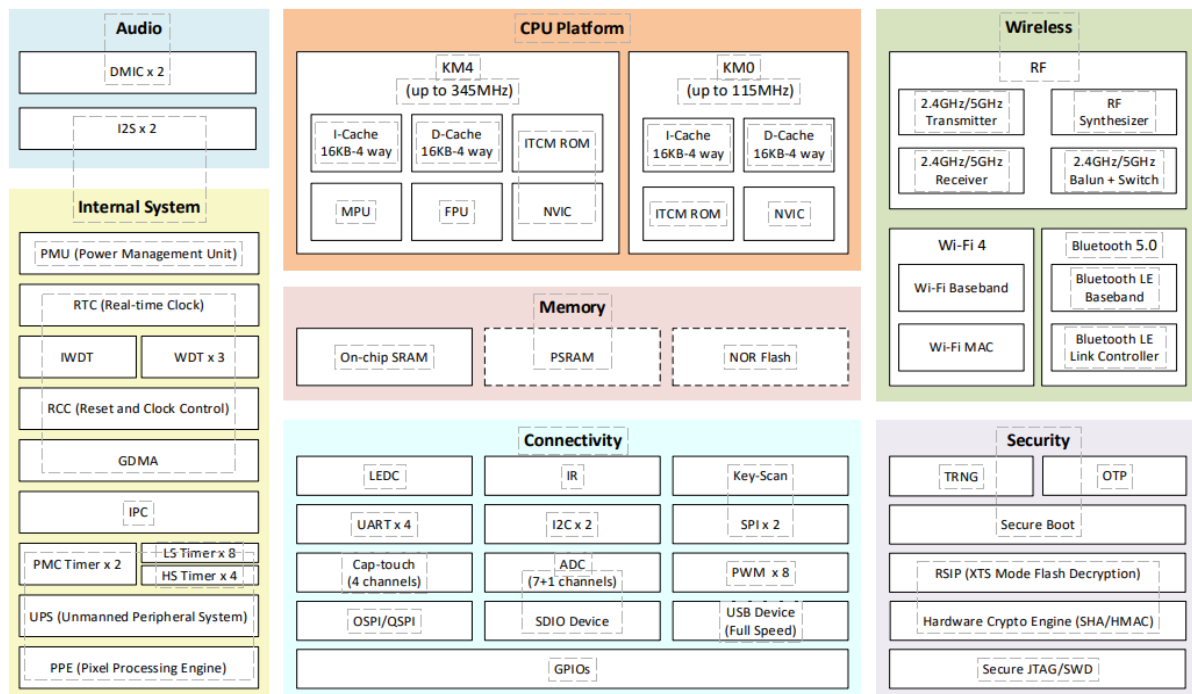 Audio
DMIC x 2
I2S x 2
Internal System
PMU (Power Management Unit)
RTC (Real-time Clock)
IWDT
WDT x 3
RCC (Reset and Clock Control)
GDMA
IPC
PMC Timer x 2
LS Timer x 8
HS Timer x 4
UPS (Unmanned Peripheral System)
PPE (Pixel Processing Engine)
CPU Platform
KM4
(up to 345MHz)
I-Cache
16KB-4 way
D-Cache
16KB-4 way
ITCM ROM
MPU
FPU
NVIC
KM0
(up to 115MHz)
I-Cache
16KB-4 way
D-Cache
16KB-4 way
ITCM ROM
NVIC
Memory
On-chip SRAM
PSRAM
NOR Flash
Connectivity
LEDC
IR
Key-Scan
UART x 4
I2C x 2
SPI x 2
Cap-touch
(4 channels)
ADC
(7+1 channels)
PWM x 8
OSPI/QSPI
SDIO Device
USB Device
(Full Speed)
GPIOs
Wireless
RF
2.4GHz/5GHz
Transmitter
RF
Synthesizer
2.4GHz/5GHz
Receiver
2.4GHz/5GHz
Balun + Switch
Wi-Fi 4
Wi-Fi Baseband
Wi-Fi MAC
Bluetooth 5.0
Bluetooth LE
Baseband
Bluetooth LE
Link Controller
Security
TRNG
OTP
Secure Boot
RSIP (XTS Mode Flash Decryption)
Hardware Crypto Engine (SHA/HMAC)
Secure JTAG/SWD